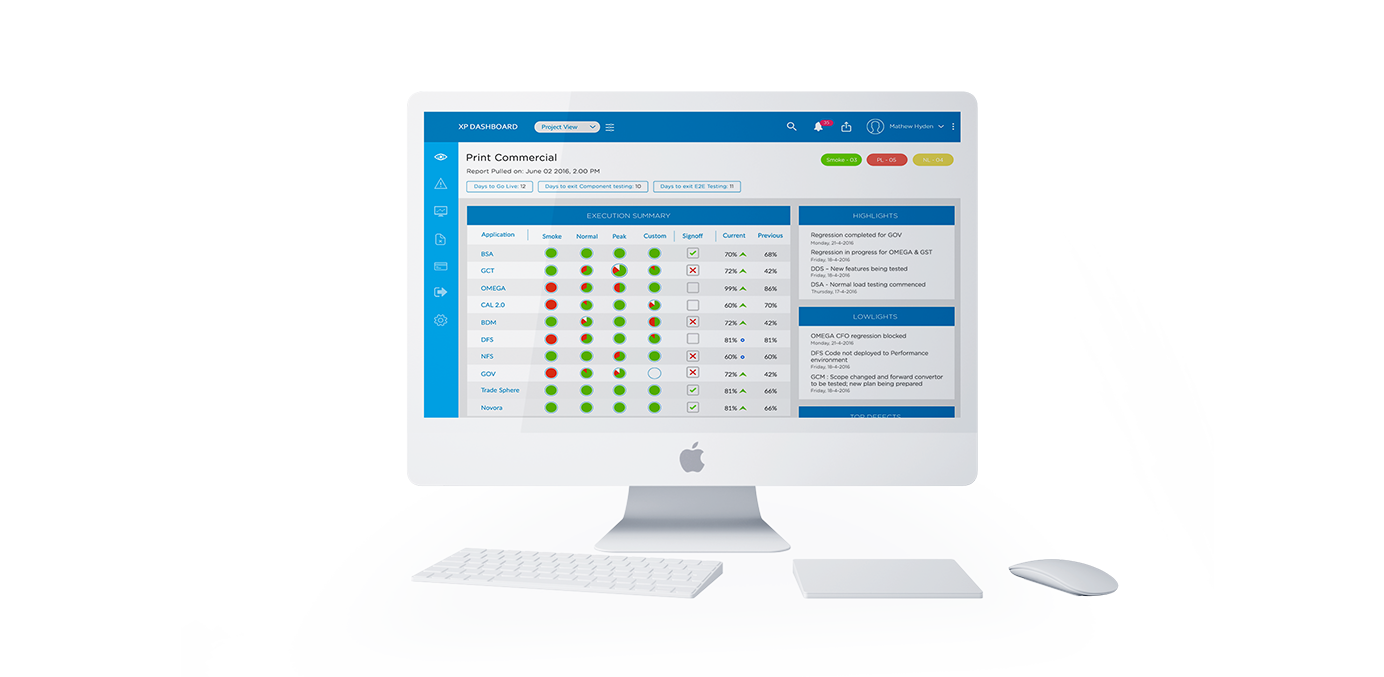 XP DASHBOARD
Project View
35
Mathew Hyden
Print Commercial
Smoke - 03
PL - 05
NL - 04
Report Pulled on: June 02 2016, 2.00 PM
Days to Go Live: 12
Days to exit Component testing: 10
Days to exit E2E Testing: 11
EXECUTION SUMMARY
Application Smoke Normal Peak Custom Signoff Current Previous
BSA 70% 68%
GCT 72% 42%
OMEGA 99% 86%
CAL 2.0 60% 70%
BDM 72% 42%
DFS 81% 81%
NFS 60% 60%
GOV 72% 42%
Trade Sphere 81% 66%
Novora 81% 66%
HIGHLIGHTS
Regression completed for GOV
Monday, 21-4-2016
Regression in progress for OMEGA & GST
Friday, 18-4-2016
DDS - New features being tested
Friday, 18-4-2016
DSA - Normal load testing commenced
Thursday, 17-4-2016
LOWLIGHTS
OMEGA CFO regression blocked
Monday, 21-4-2016
DFS Code not deployed to Performance
environment
Friday, 18-4-2016
GCM : Scope changed and forward convertor
to be tested; new plan being prepared
Friday, 18-4-2016
TOP DEFECTS